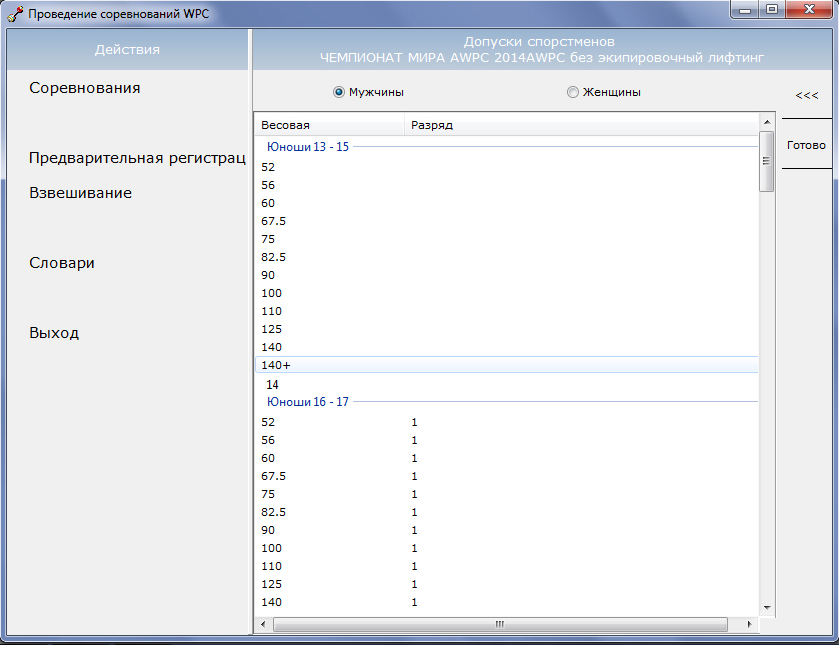 Проведение соревнований WPC
Действия
Соревнования
Предварительная регистрац
Взвешивание
Словари
Выход
Допуски спорстменов
ЧЕМПИОНАТ МИРА AWPC 2014AWPC без экипировочный лифтинг
Мужчины Женщины
<<<
Готово
Весовая Разряд
Юноши 13 - 15
52
56
60
67.5
75
82.5
90
100
110
125
140
140+
14
Юноши 16 - 17
52 1
56 1
60 1
67.5 1
75 1
82.5 1
90 1
100 1
110 1
125 1
140 1